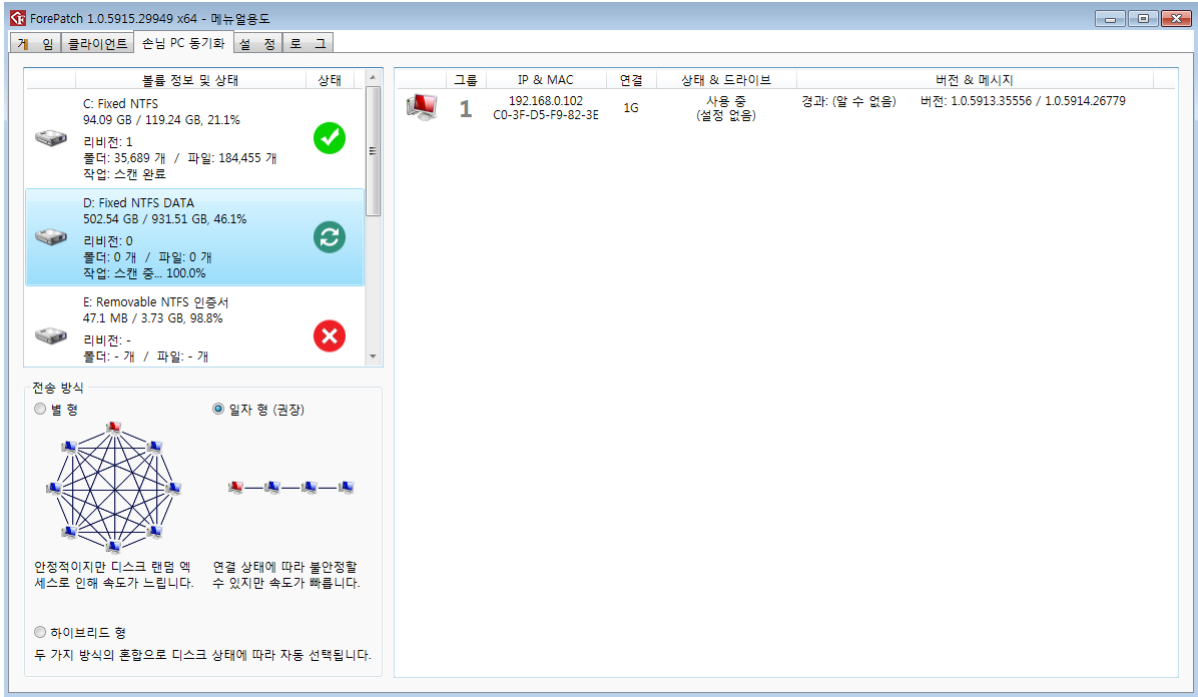 ForePatch 1.0.5915.29949 x64 - 메뉴얼용도
게 임 클라이언트 손님 PC 동기화 설 정 로 그
볼륨 정보 및 상태 상태
C: Fixed NTFS
94.09 GB / 119.24 GB, 21.1%
리비전: 1
폴더: 35,689 개 / 파일: 184,455 개
작업: 스캔 완료
D: Fixed NTFS DATA
502.54 GB / 931.51 GB, 46.1%
리비전: 0
폴더: 0 개 / 파일: 0 개
작업: 스캔 중... 100.0%
E: Removable NTFS 인증서
47.1 MB / 3.73 GB, 98.8%
리비전: -
폴더: - 개 / 파일: - 개
전송 방식
별 형
일자 형 (권장)
안정적이지만 디스크 랜덤 엑
세스로 인해 속도가 느립니다.
연결 상태에 따라 불안정할
수 있지만 속도가 빠릅니다.
하이브리드 형
두 가지 방식의 혼합으로 디스크 상태에 따라 자동 선택됩니다.
그룹 IP & MAC 연결 상태 & 드라이브 버전 & 메시지
1
192.168.0.102
C0-3F-D5-F9-82-3E
1G
사용 중
(설정 없음)
경과: (알 수 없음) 버전: 1.0.5913.35556 / 1.0.5914.26779